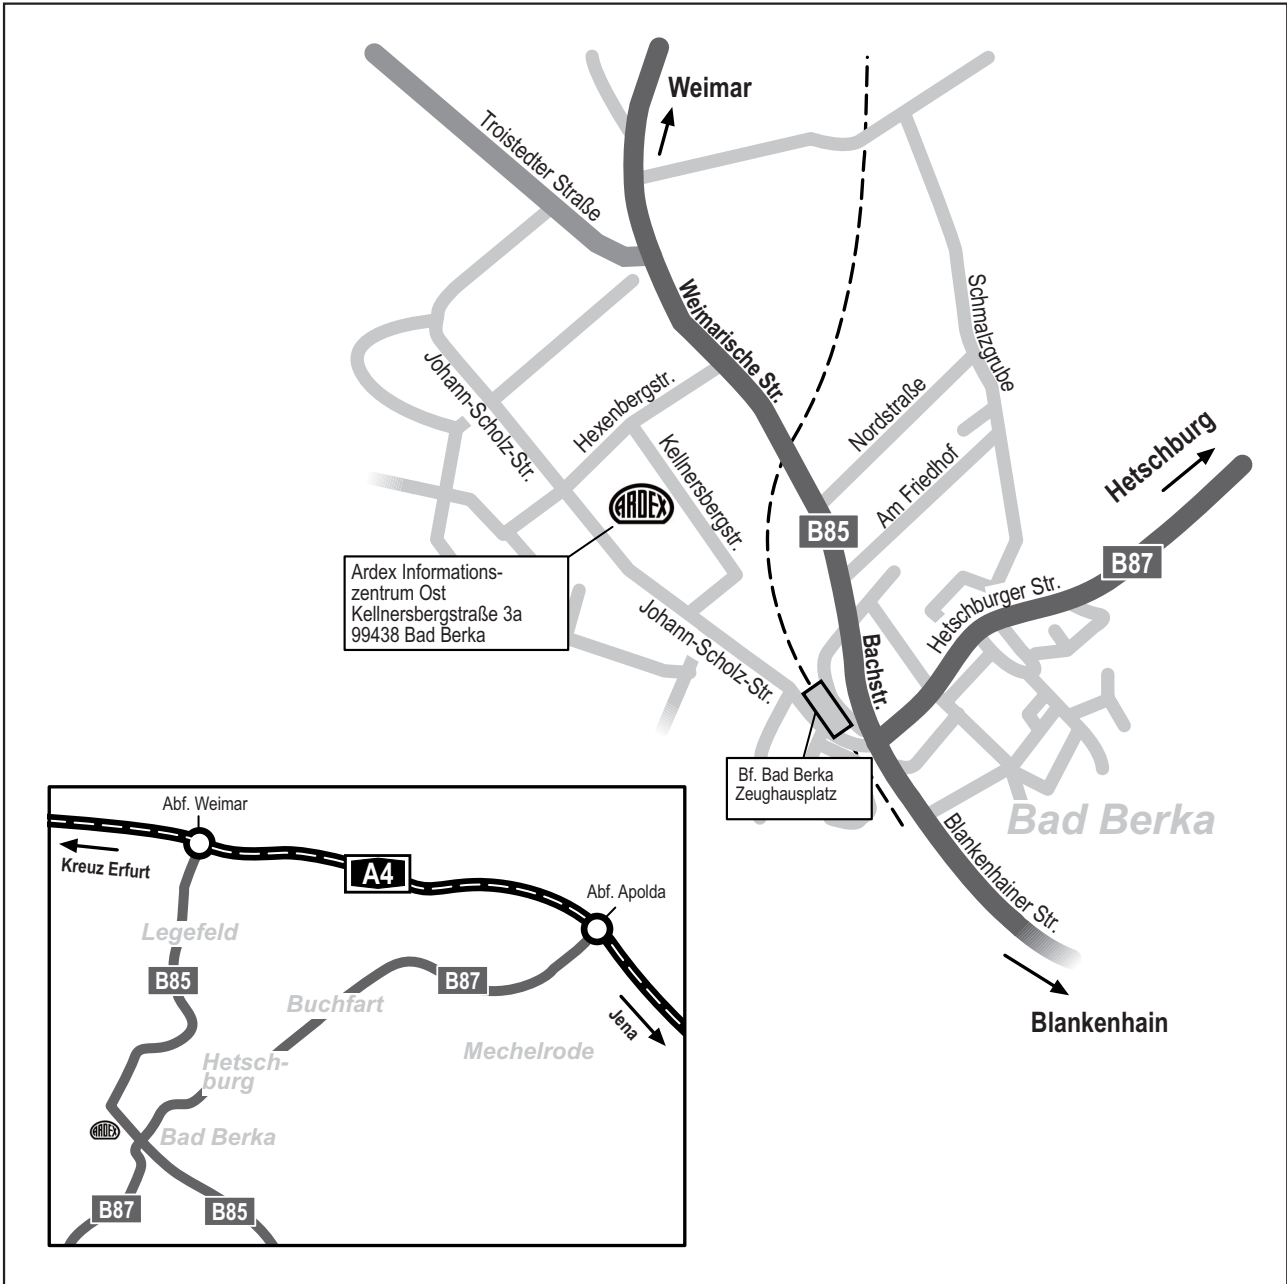 Weimar
Troistedter Straße
Weimarische Str.
Schmalzgrube
Johann-Scholz-Str.
Hexenbergstr.
Kellnersbergstr.
Nordstraße
Am Friedhof
Hetschburg
ARDEX
B85
B87
Ardex Informations-
zentrum Ost
Kellnersbergstraße 3a
99438 Bad Berka
Hetschburger Str.
Johann-Scholz-Str.
Bachstr.
Bf. Bad Berka
Zeughausplatz
Bad Berka
Blankenhainer Str.
Blankenhain
Abf. Weimar
Kreuz Erfurt
A4
Abf. Apolda
Legefeld
B85
B87
Buchfart
Jena
Mechelrode
Hetsch-
burg
ARDEX
Bad Berka
B87
B85